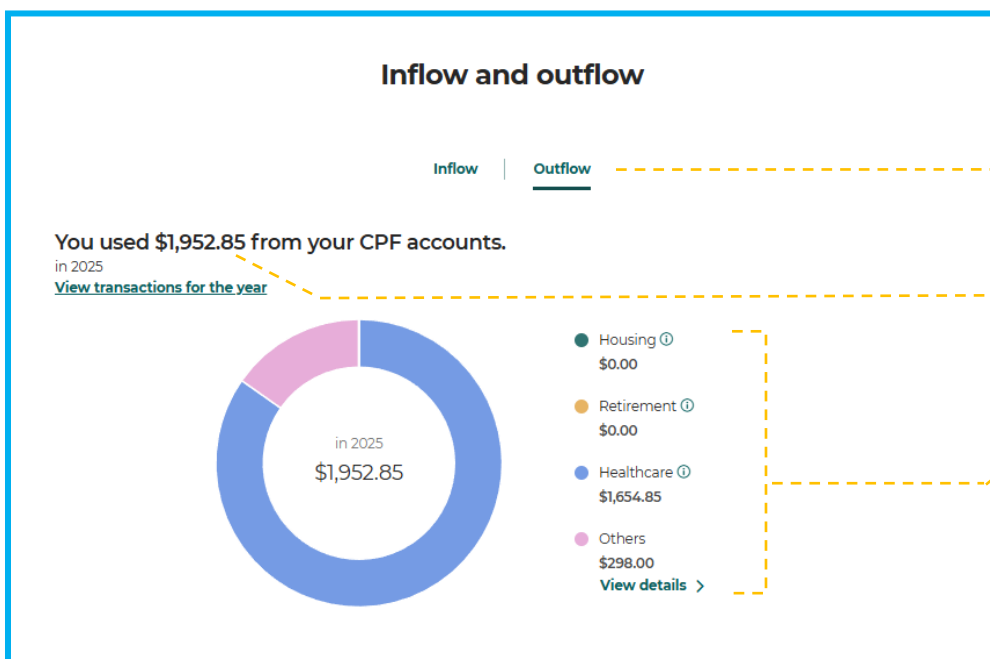 Inflow and outflow
Inflow
Outflow
You used $1,952.85 from your CPF accounts.
in 2025
View transactions for the year
in 2025
$1,952.85
Housing
$0.00
Retirement
$0.00
Healthcare
$1,654.85
Others
$298.00
View details